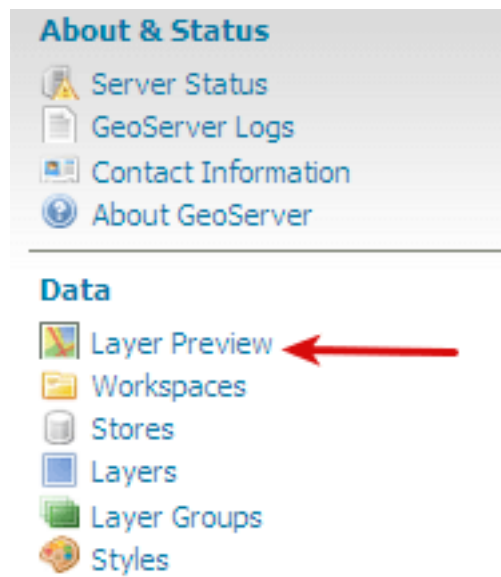 About & Status
Server Status
GeoServer Logs
Contact Information
About GeoServer
Data
Layer Preview
Workspaces
Stores
Layers
Layer Groups
Styles